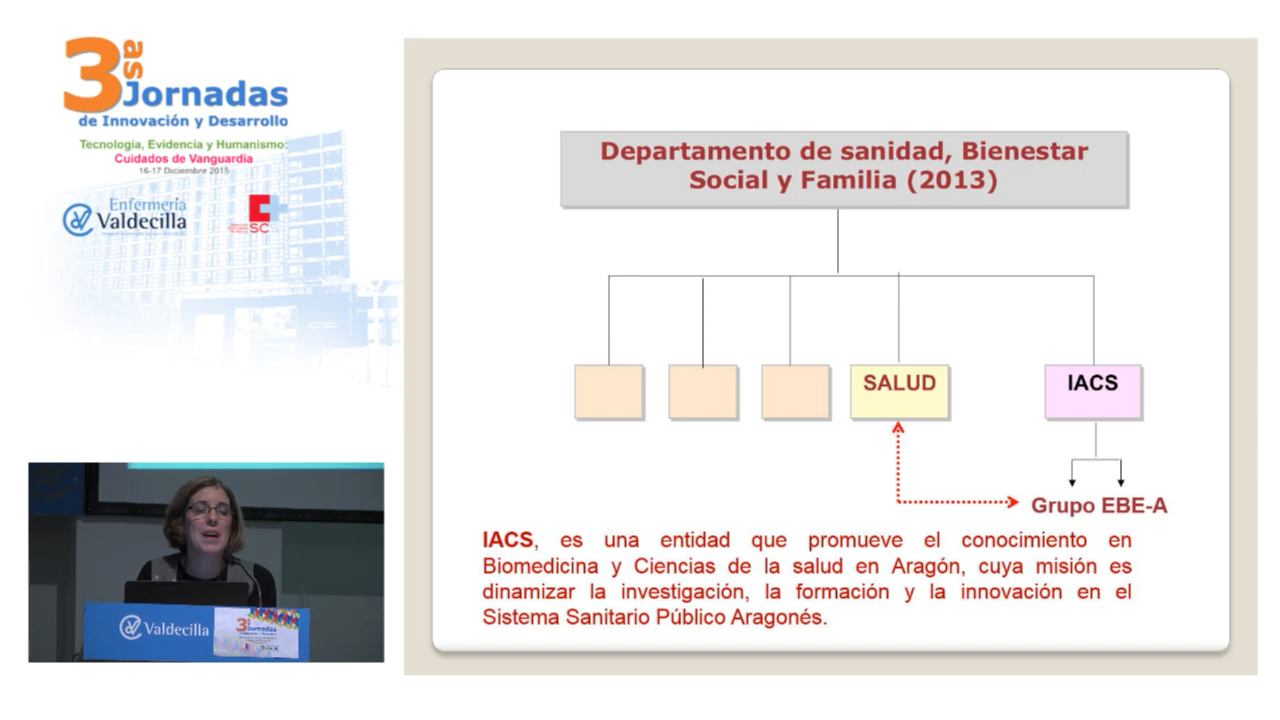 3as
Jornadas
de Innovación y Desarrollo
Tecnología, Evidencia y Humanismo:
Cuidados de Vanguardia
16-17 Diciembre 2015
Enfermería
Valdecilla
SC
Departamento de sanidad, Bienestar
Social y Familia (2013)
SALUD
IACS
Grupo EBE-A
IACS, es una entidad que promueve el conocimiento en
Biomedicina y Ciencias de la salud en Aragón, cuya misión es
dinamizar la investigación, la formación y la innovación en el
Sistema Sanitario Público Aragonés.
Valdecilla
3as
Jornadas